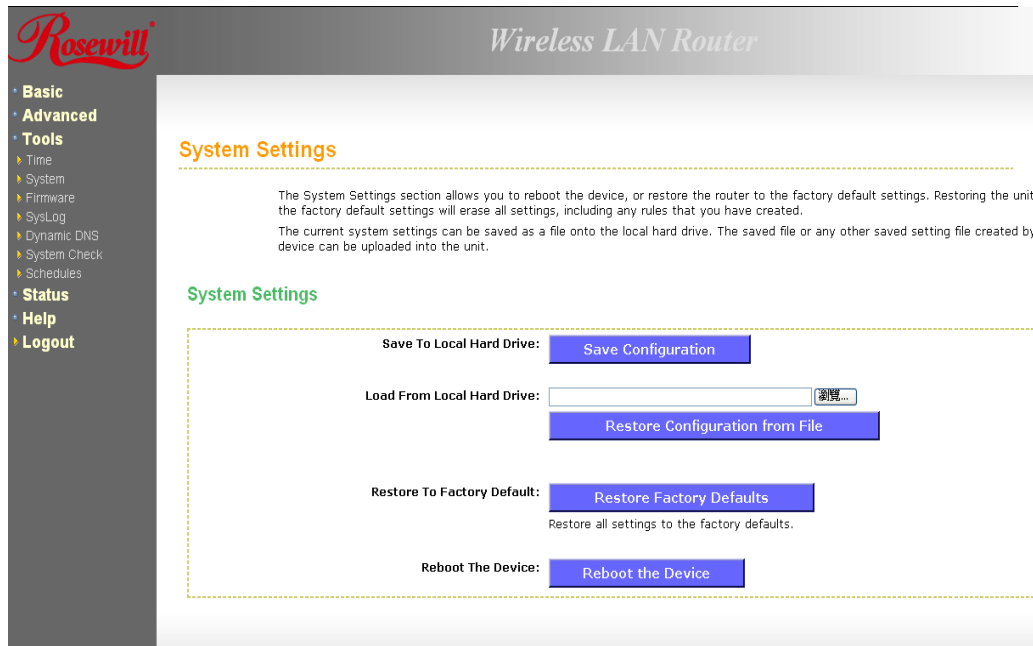 Rosewill
Wireless LAN Router
Basic
Advanced
Tools
Time
System
Firmware
SysLog
Dynamic DNS
System Check
Schedules
Status
Help
Logout
System Settings
The System Settings section allows you to reboot the device, or restore the router to the factory default settings. Restoring the unit
the factory default settings will erase all settings, including any rules that you have created.
The current system settings can be saved as a file onto the local hard drive. The saved file or any other saved setting file created by
device can be uploaded into the unit.
System Settings
Save To Local Hard Drive: Save Configuration
Load From Local Hard Drive: 瀏覽...
Restore Configuration from File
Restore To Factory Default: Restore Factory Defaults
Restore all settings to the factory defaults.
Reboot The Device: Reboot the Device